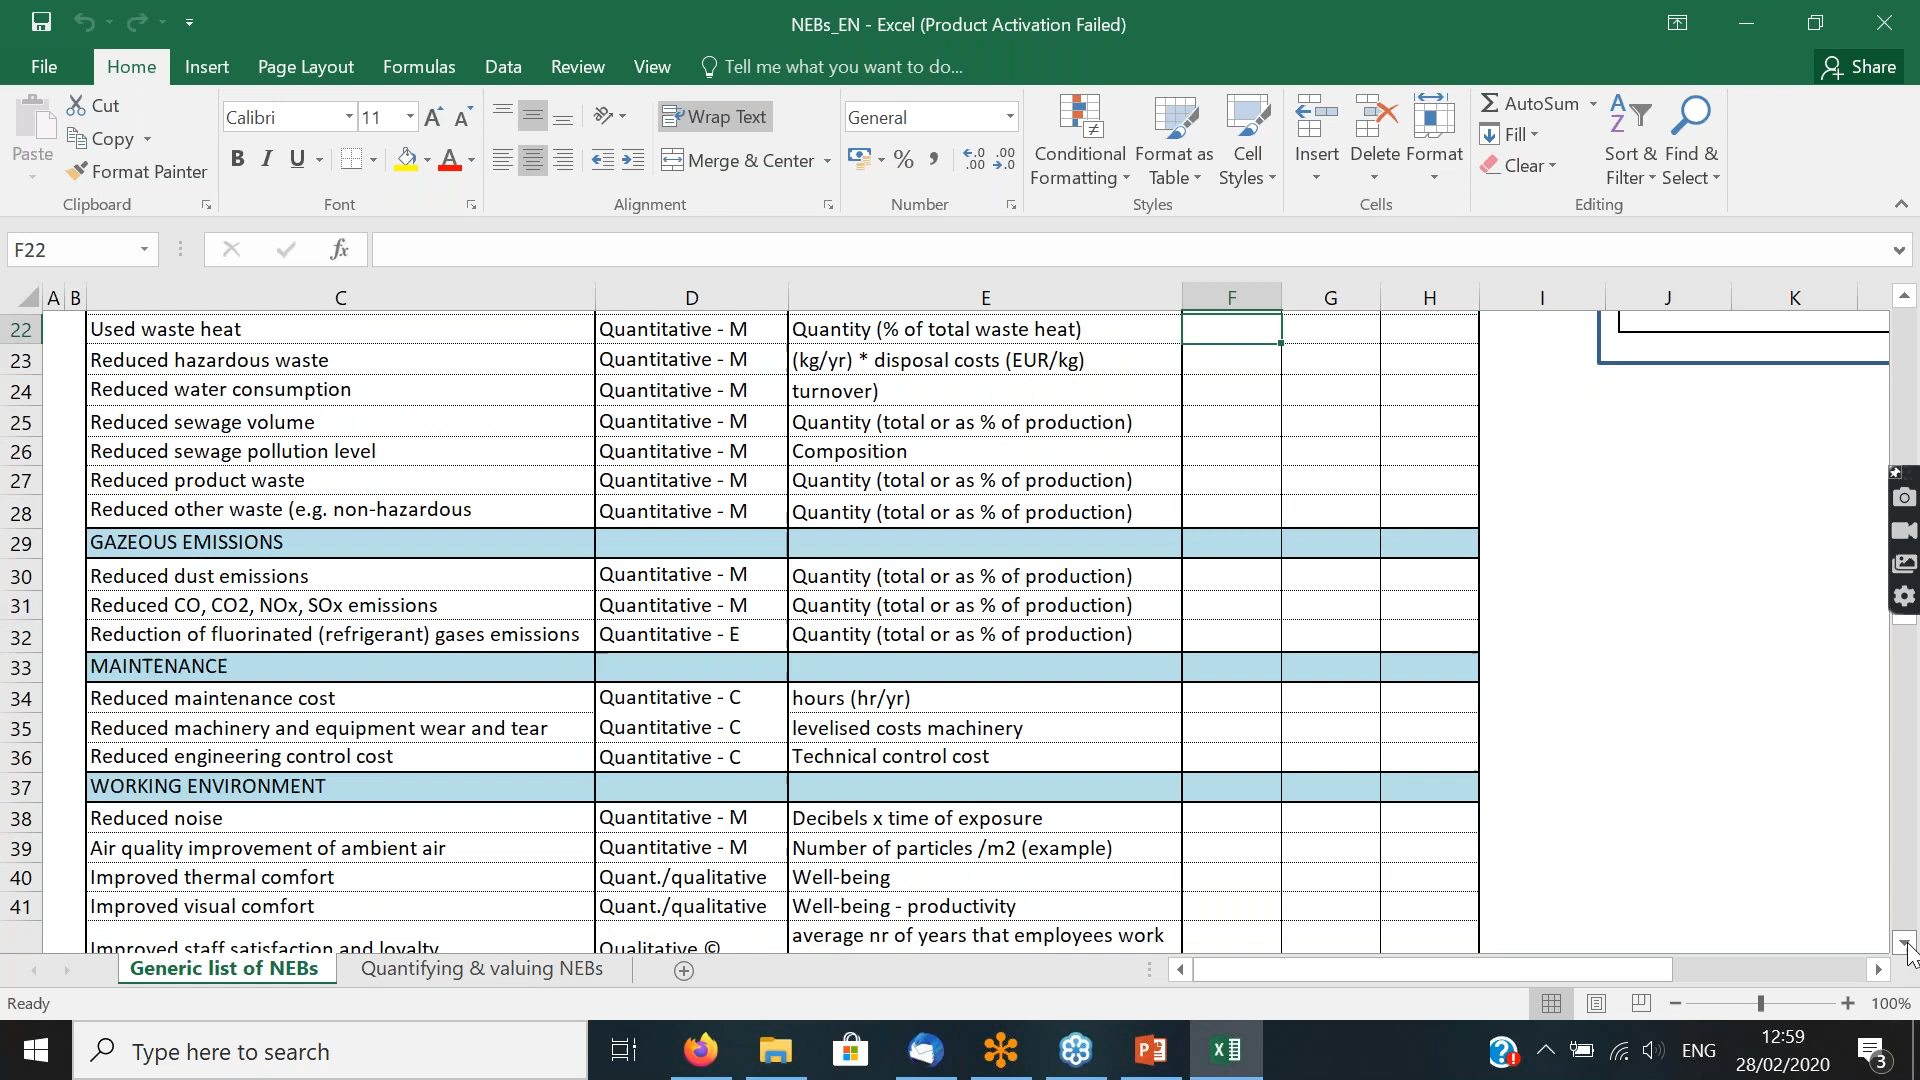 NEBs_EN - Excel (Product Activation Failed)
File Home Insert Page Layout Formulas Data Review View Tell me what you want to do... Share
Paste Cut
Copy
Format Painter
Clipboard
Calibri 11
B I U
Font
Wrap Text
Merge & Center
Alignment
General
% , .0 .00 .00 .0
Number
Conditional Formatting
Format as Table
Cell Styles
Styles
Insert Delete Format
Cells
AutoSum
Fill
Clear
Sort & Filter
Find & Select
Editing
F22 fx
A B C D E F G H I J K
22 Used waste heat Quantitative - M Quantity (% of total waste heat)
23 Reduced hazardous waste Quantitative - M (kg/yr) * disposal costs (EUR/kg)
24 Reduced water consumption Quantitative - M turnover)
25 Reduced sewage volume Quantitative - M Quantity (total or as % of production)
26 Reduced sewage pollution level Quantitative - M Composition
27 Reduced product waste Quantitative - M Quantity (total or as % of production)
28 Reduced other waste (e.g. non-hazardous Quantitative - M Quantity (total or as % of production)
29 GAZEOUS EMISSIONS
30 Reduced dust emissions Quantitative - M Quantity (total or as % of production)
31 Reduced CO, CO2, NOx, SOx emissions Quantitative - M Quantity (total or as % of production)
32 Reduction of fluorinated (refrigerant) gases emissions Quantitative - E Quantity (total or as % of production)
33 MAINTENANCE
34 Reduced maintenance cost Quantitative - C hours (hr/yr)
35 Reduced machinery and equipment wear and tear Quantitative - C levelised costs machinery
36 Reduced engineering control cost Quantitative - C Technical control cost
37 WORKING ENVIRONMENT
38 Reduced noise Quantitative - M Decibels x time of exposure
39 Air quality improvement of ambient air Quantitative - M Number of particles /m2 (example)
40 Improved thermal comfort Quant./qualitative Well-being
41 Improved visual comfort Quant./qualitative Well-being - productivity
Improved staff satisfaction and loyalty Qualitative © average nr of years that employees work
Generic list of NEBs Quantifying & valuing NEBs
Ready 100%
Type here to search
ENG
12:59
28/02/2020
3